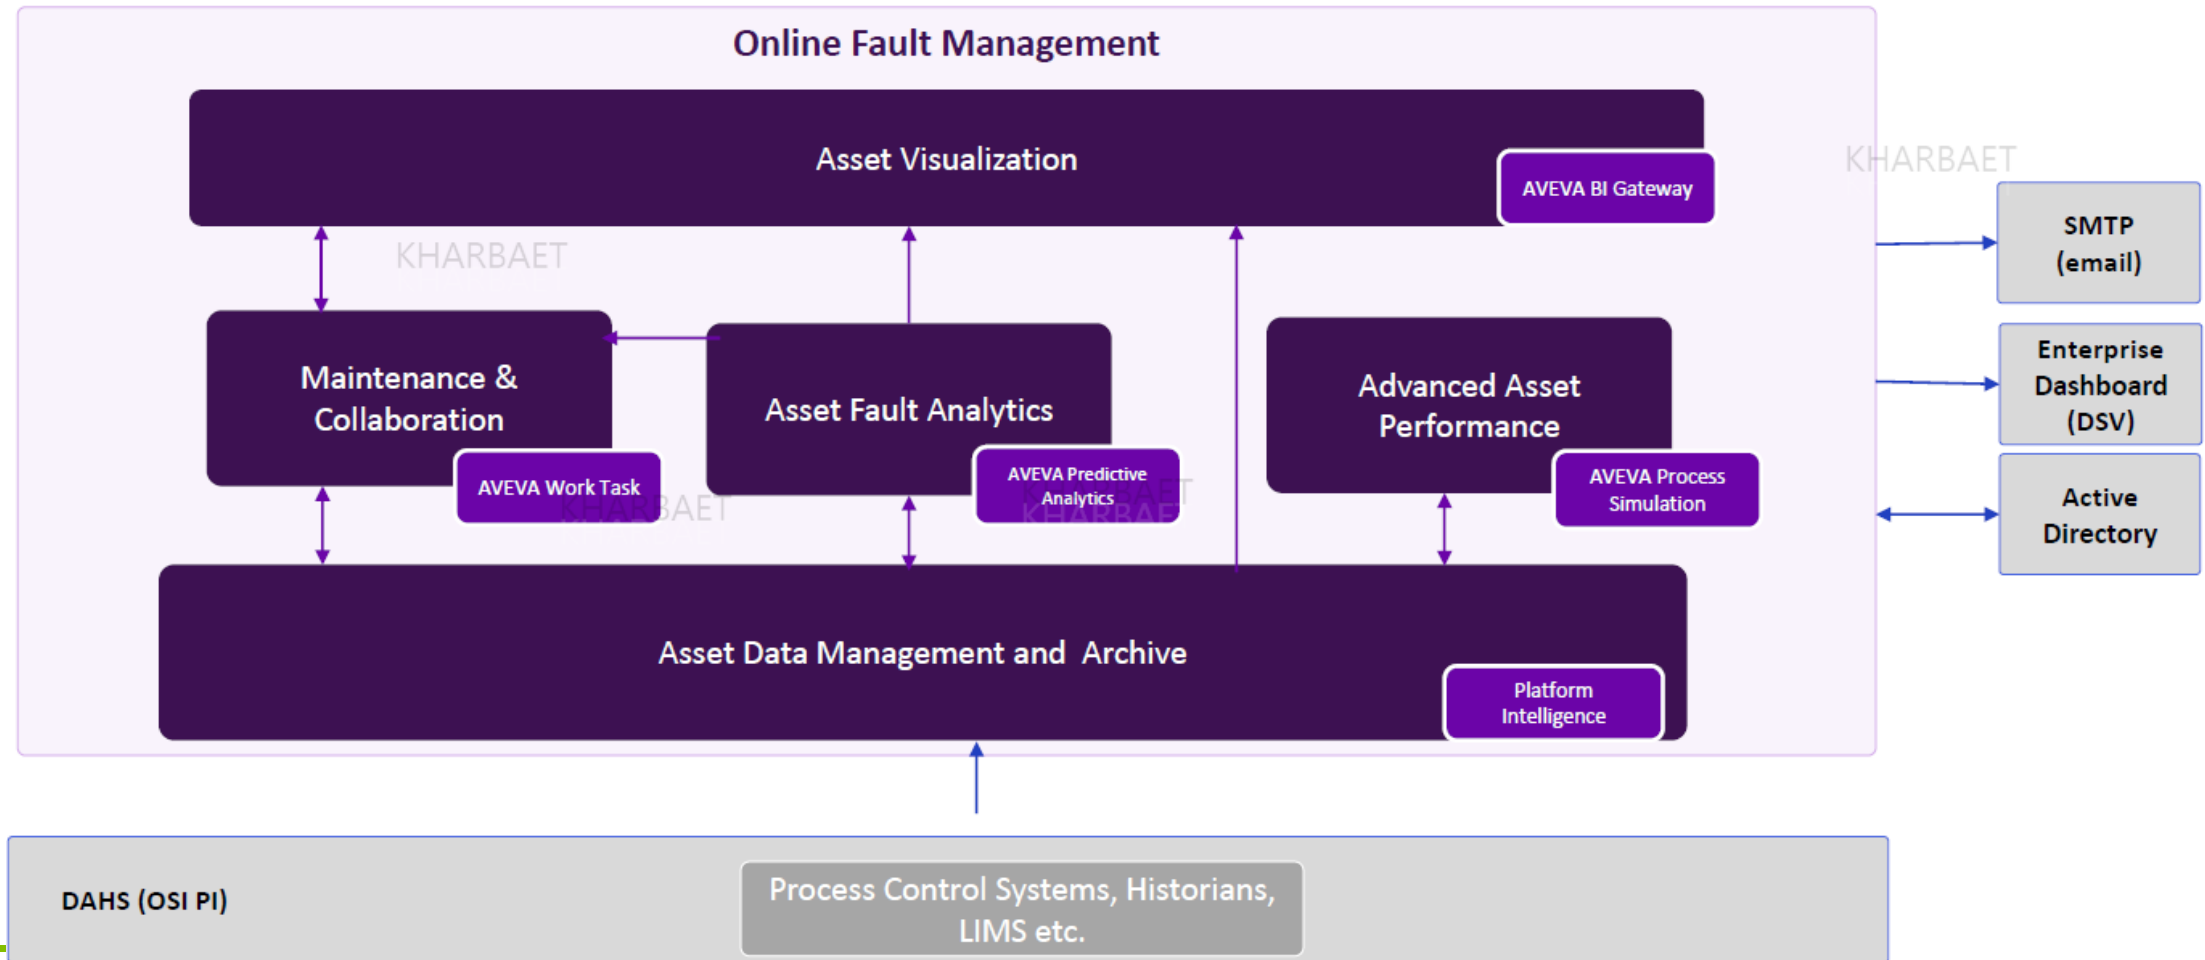 Online Fault Management
Asset Visualization
AVEVA BI Gateway
KHARBAET
KHARBAET
SMTP
(email)
Enterprise
Dashboard
(DSV)
Active
Directory
Maintenance &
Collaboration
AVEVA Work Task
KHARBAET
Asset Fault Analytics
AVEVA Predictive
Analytics
KHARBAET
KHARBAET
Advanced Asset
Performance
AVEVA Process
Simulation
Asset Data Management and Archive
Platform
Intelligence
DAHS (OSI PI)
Process Control Systems, Historians,
LIMS etc.